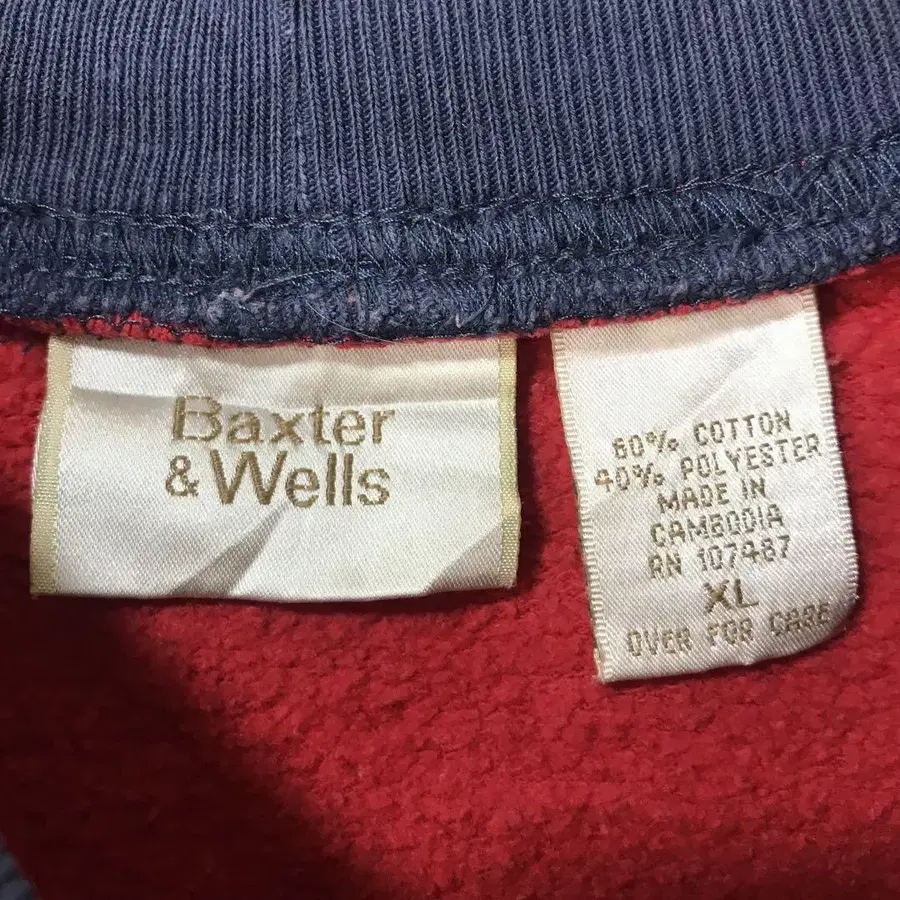 Baxter
& Wells
60% COTTON
40% POLYESTER
MADE IN
CAMBODIA
RN 107487
XL
OVER FOR CARE